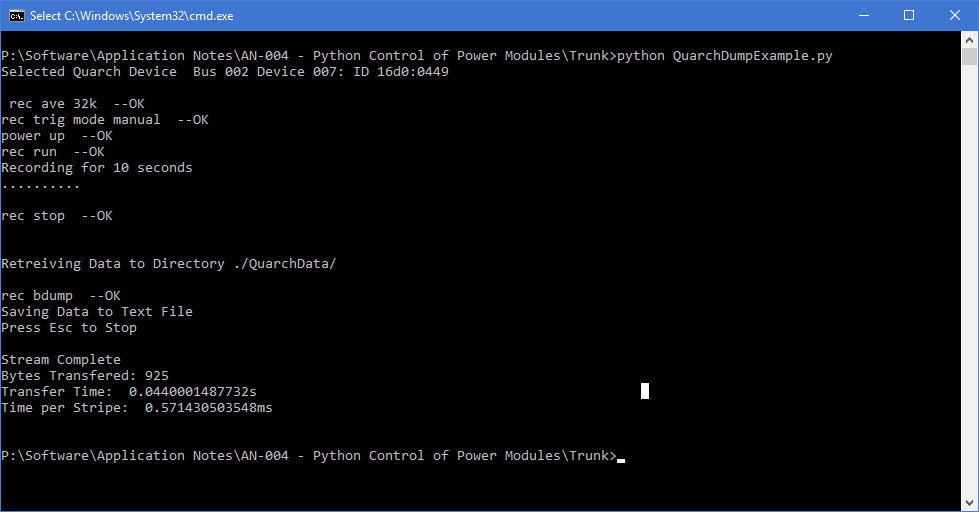 Select C:\Windows\System32\cmd.exe
P:\Software\Application Notes\AN-004 - Python Control of Power Modules\Trunk>python QuarchDumpExample.py
Selected Quarch Device  Bus 002 Device 007: ID 16d0:0449
rec ave 32k  --OK
rec trig mode manual  --OK
power up  --OK
rec run  --OK
Recording for 10 seconds
..........
rec stop  --OK
Retreiving Data to Directory ./QuarchData/
rec bdump  --OK
Saving Data to Text File
Press Esc to Stop
Stream Complete
Bytes Transfered: 925
Transfer Time:  0.0440001487732s
Time per Stripe:  0.571430503548ms
P:\Software\Application Notes\AN-004 - Python Control of Power Modules\Trunk>